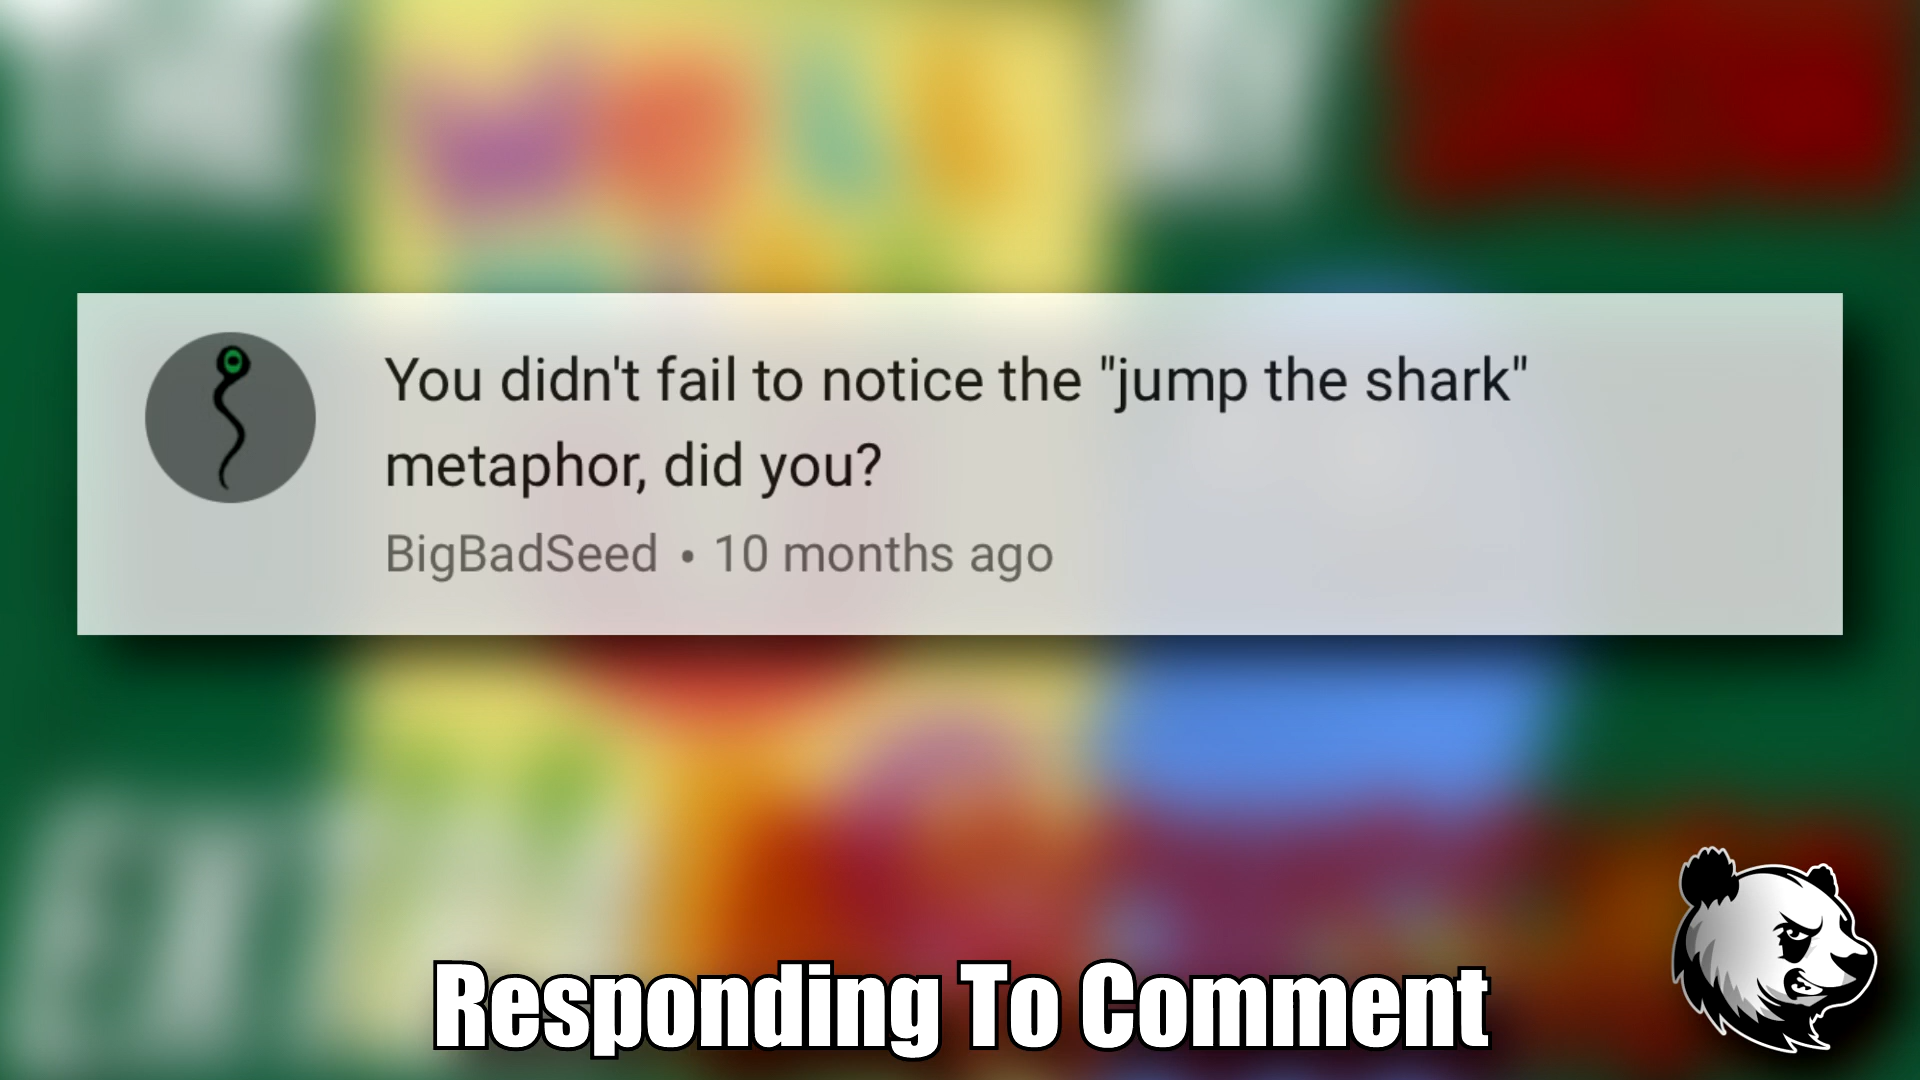 You didn't fail to notice the "jump the shark"
metaphor, did you?
BigBadSeed • 10 months ago
Responding To Comment